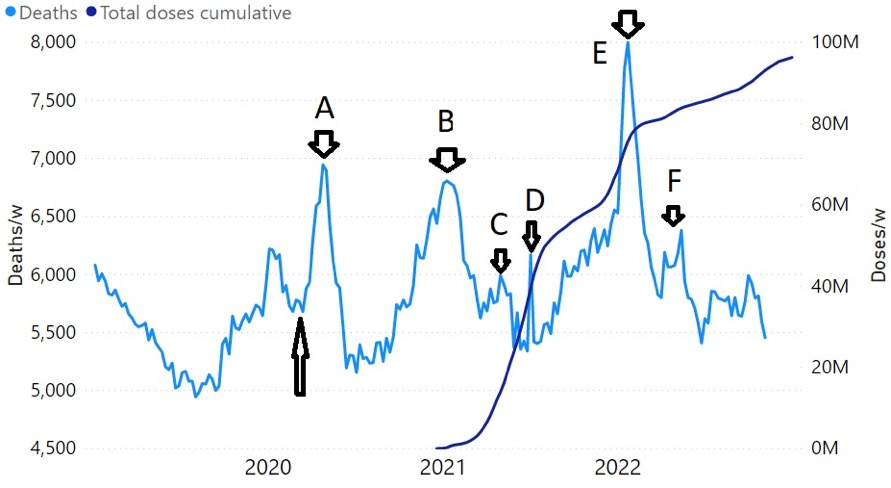 Deaths Total doses cumulative
8,000 E 100M
7,500 A B
7,000 80M
6,500 C D F 60M
6,000 40M
5,500
5,000 20M
4,500 0M
Deaths/w
Doses/w
2020 2021 2022